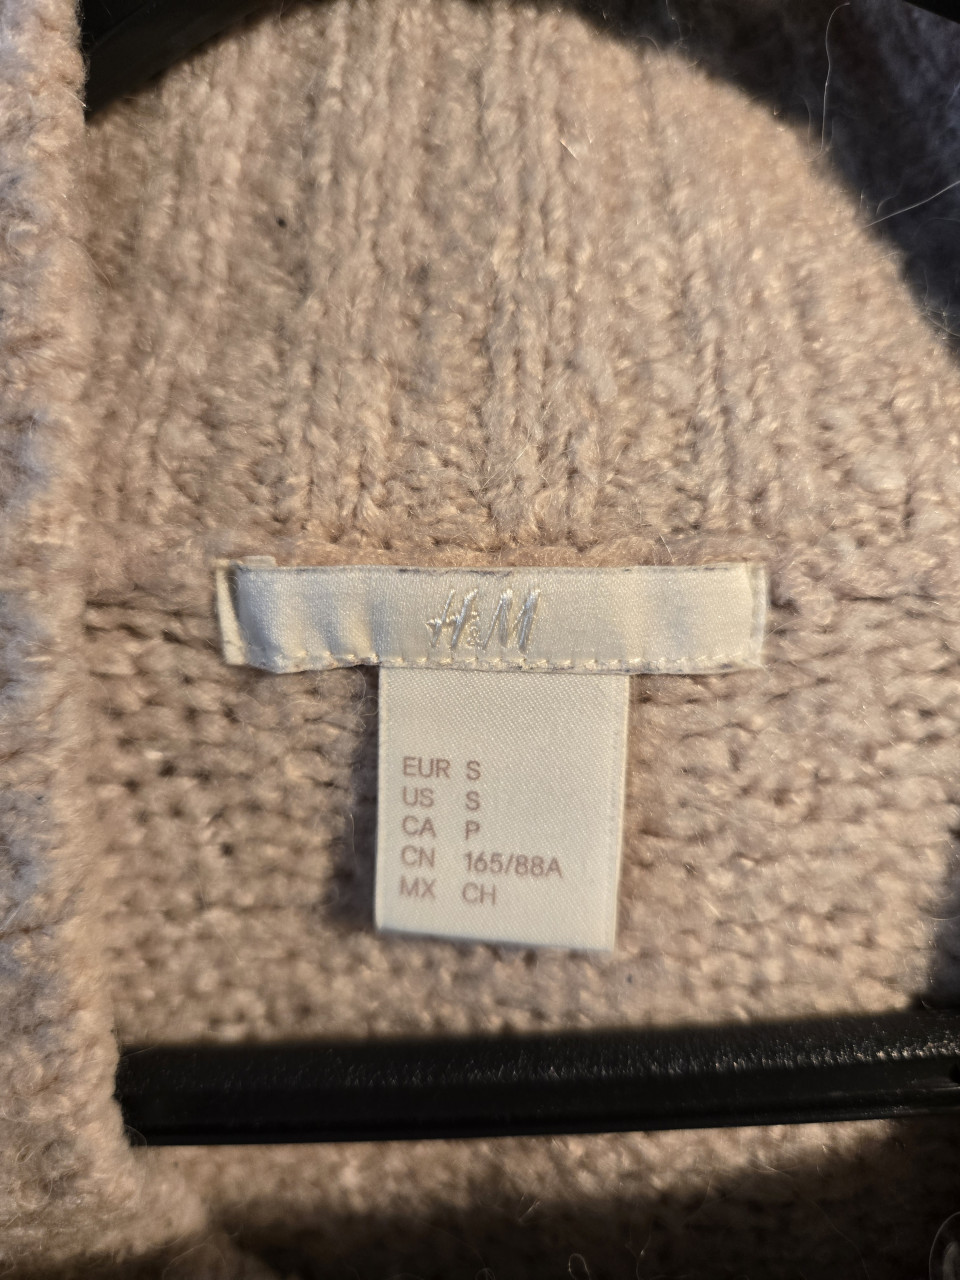 H&M
EUR S
US S
CA P
CN 165/88A
MX CH